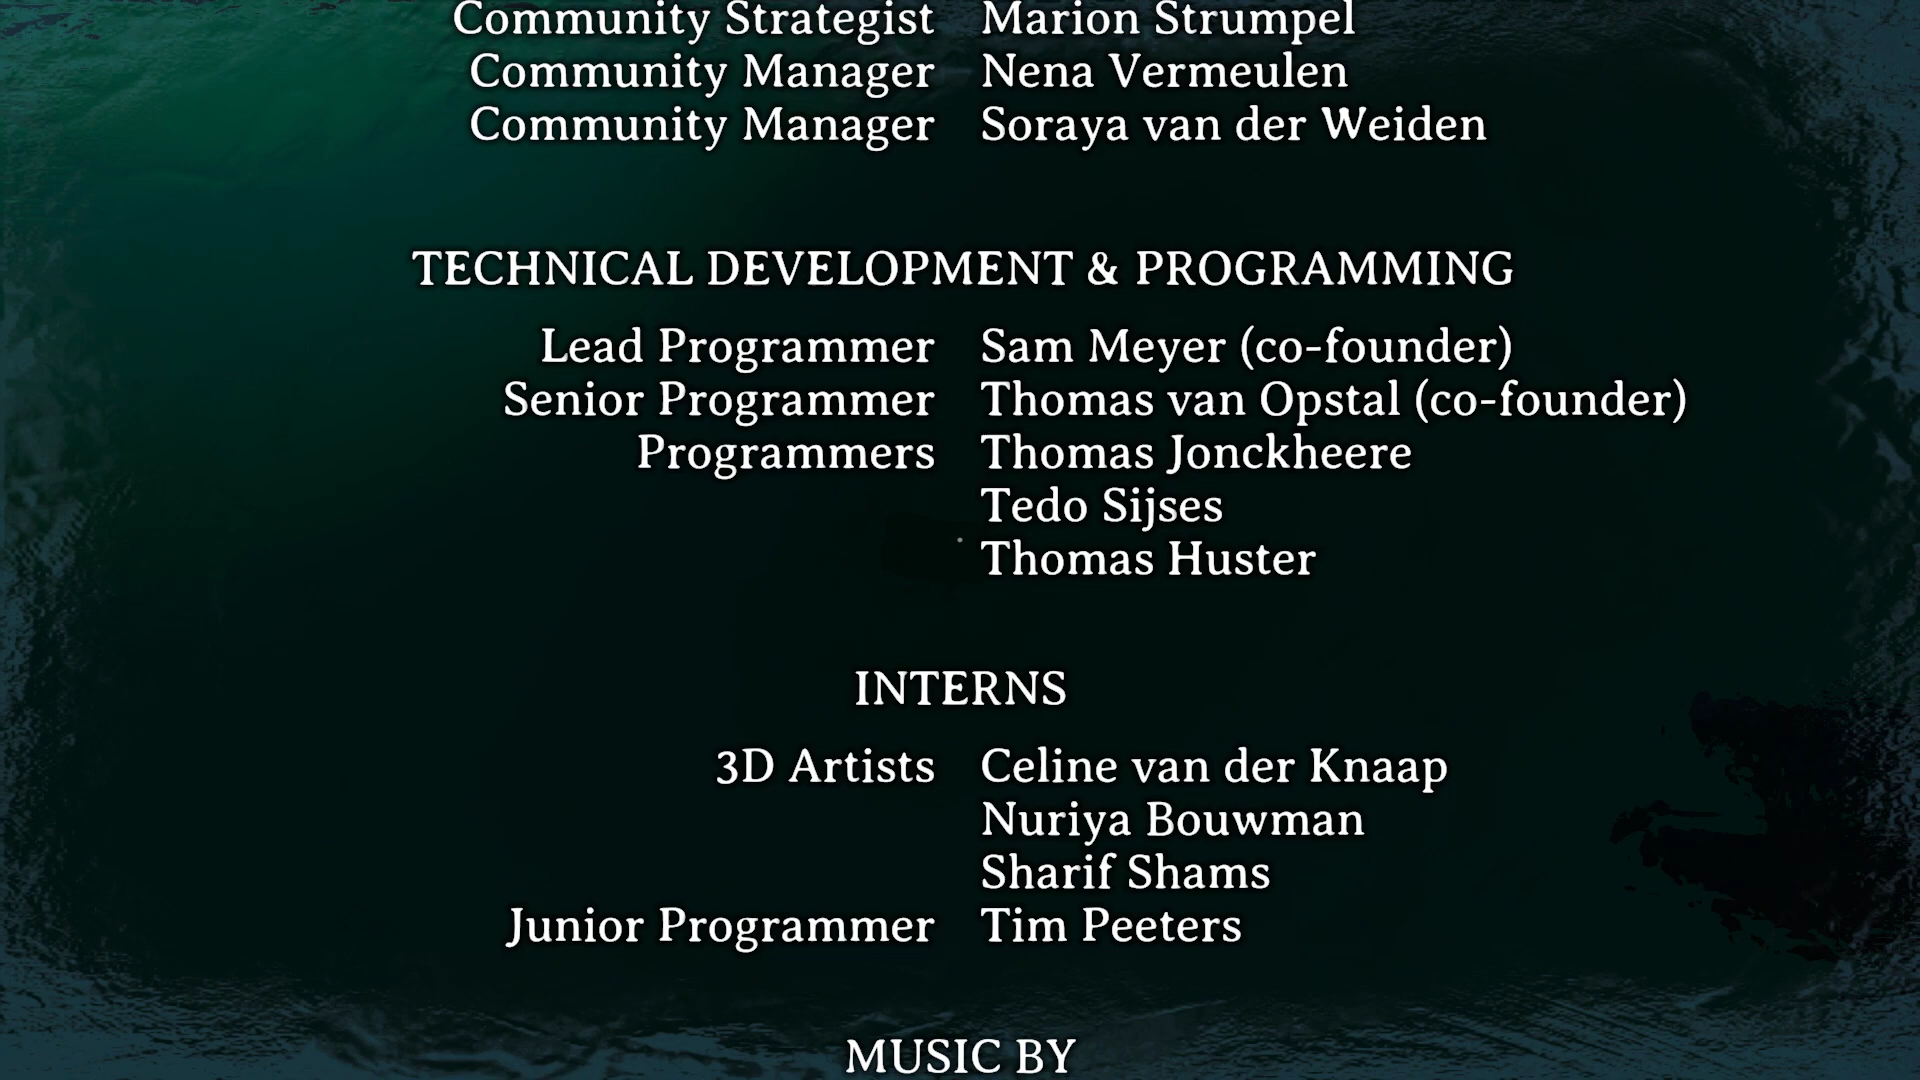 Community Strategist Marion Strumpel
Community Manager Nena Vermeulen
Community Manager Soraya van der Weiden
TECHNICAL DEVELOPMENT & PROGRAMMING
Lead Programmer Sam Meyer (co-founder)
Senior Programmer Thomas van Opstal (co-founder)
Programmers Thomas Jonckheere
Tedo Sijses
Thomas Huster
INTERNS
3D Artists Celine van der Knaap
Nuriya Bouwman
Sharif Shams
Junior Programmer Tim Peeters
MUSIC BY